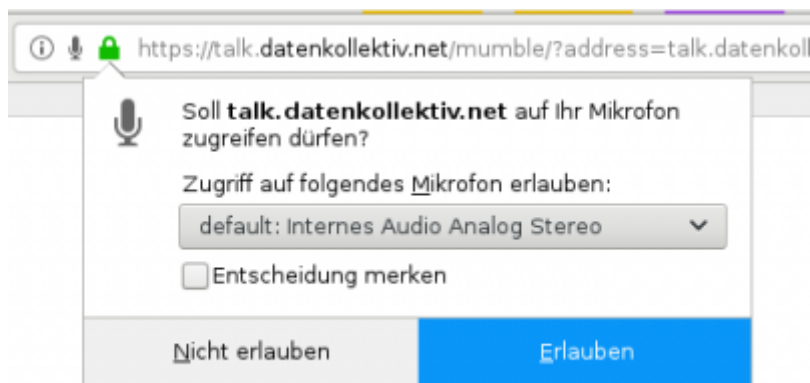 https://talk.datenkollektiv.net/mumble/?address=talk.datenkoll
Soll talk.datenkollektiv.net auf Ihr Mikrofon
zugreifen dürfen?
Zugriff auf folgendes Mikrofon erlauben:
default: Internes Audio Analog Stereo
Entscheidung merken
Nicht erlauben
Erlauben